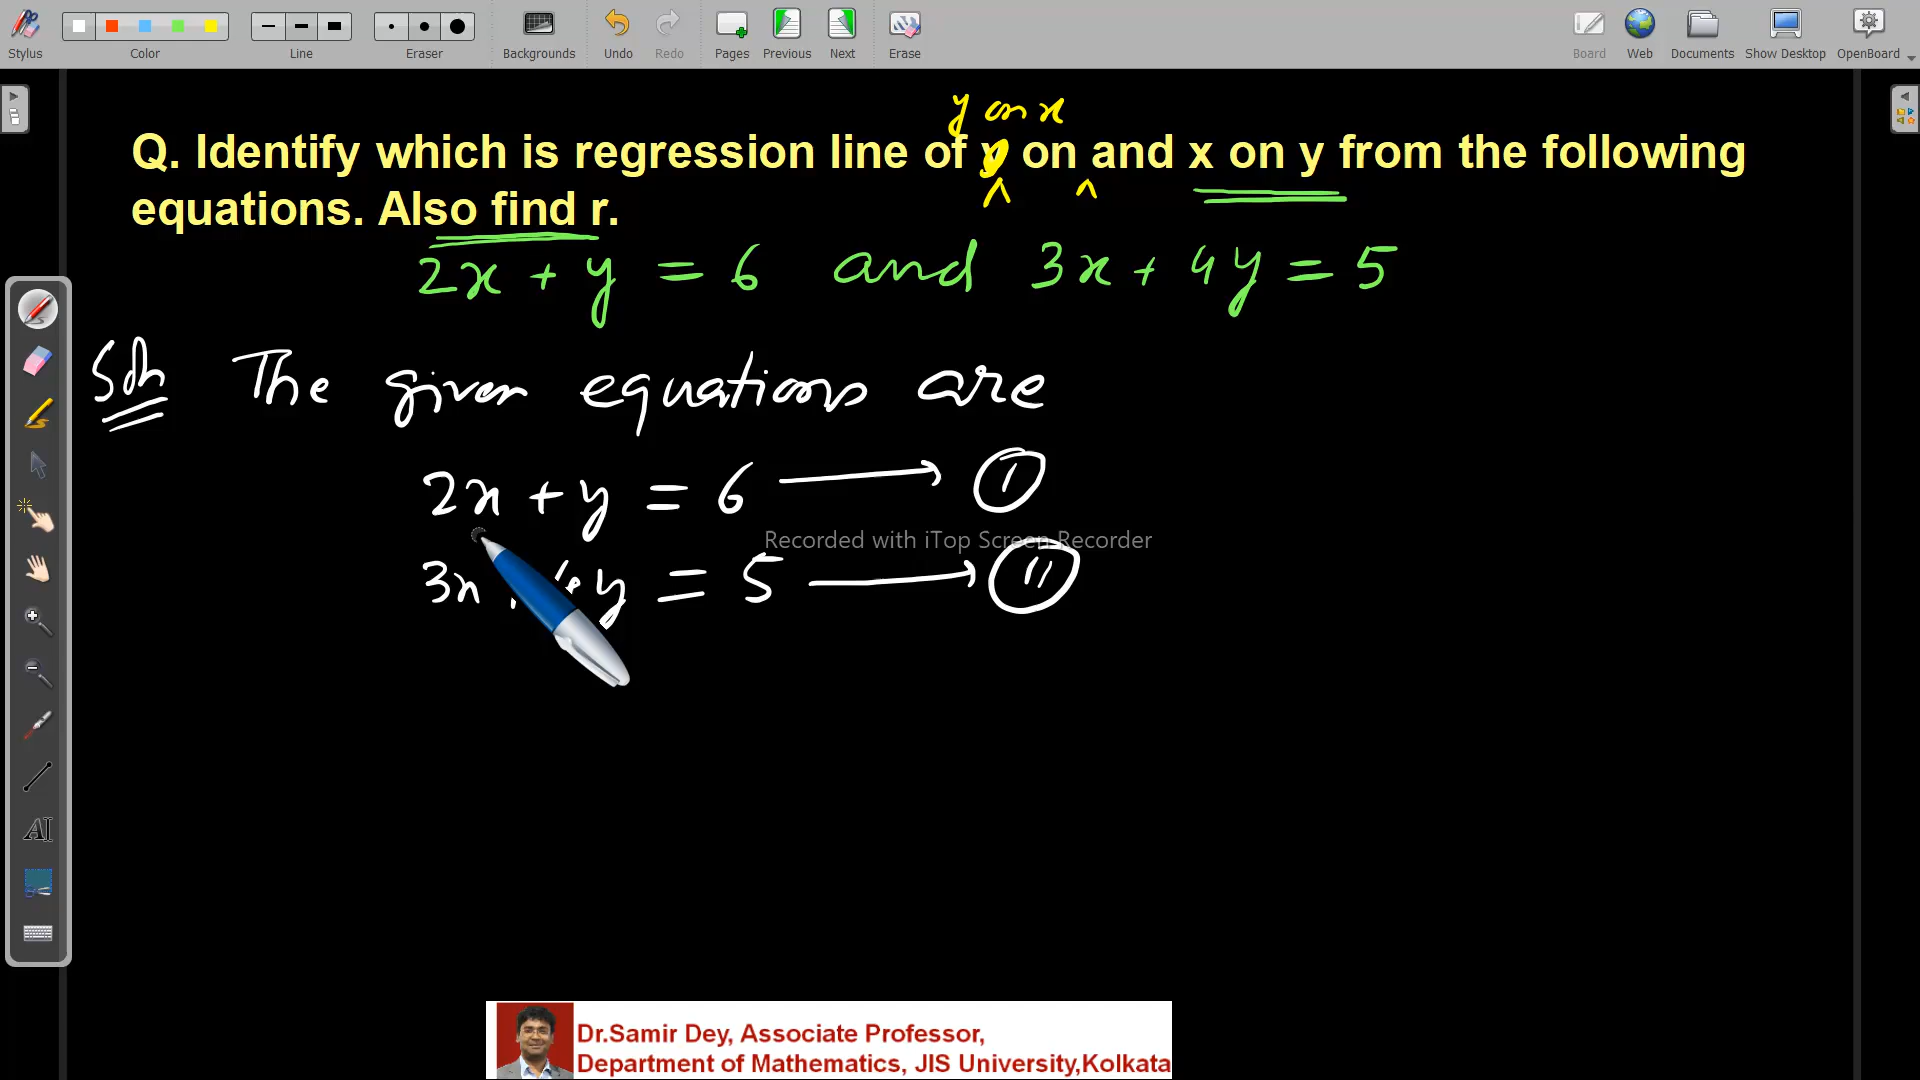 Stylus Color Line Eraser Backgrounds Undo Redo Pages Previous Next Erase Board Web Documents Show Desktop OpenBoard
y on x
Q. Identify which is regression line of y on and x on y from the following
equations. Also find r.
2x + y = 6 and 3x + 4y = 5
Soln The given equations are
2x + y = 6 → I
Recorded with iTop Screen Recorder
3x y = 5 → II
Dr.Samir Dey, Associate Professor,
Department of Mathematics, JIS University,Kolkata